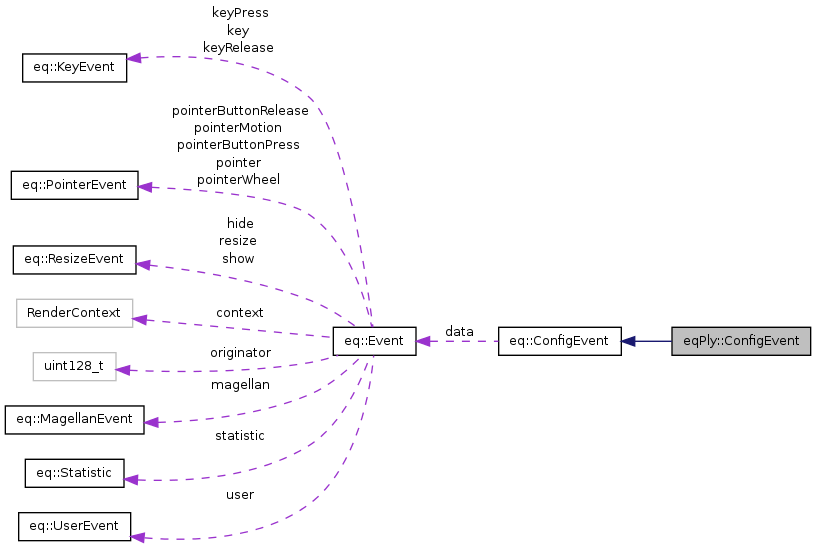 keyPress
key
keyRelease
eq::KeyEvent
pointerButtonRelease
pointerMotion
pointerButtonPress
pointer
pointerWheel
eq::PointerEvent
hide
resize
show
eq::ResizeEvent
RenderContext
context
eq::Event
data
eq::ConfigEvent
eqPly::ConfigEvent
originator
uint128_t
magellan
eq::MagellanEvent
statistic
eq::Statistic
user
eq::UserEvent